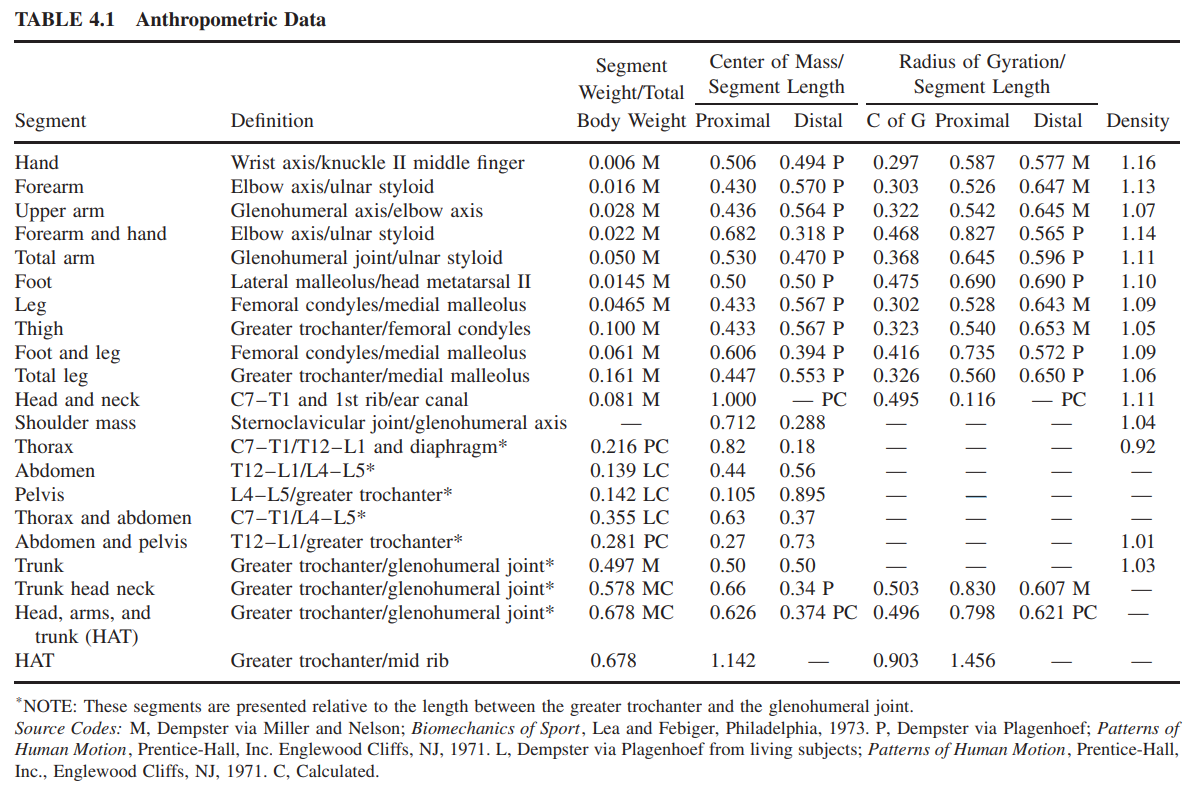 TABLE 4.1 Anthropometric Data
Segment Center of Mass/ Radius of Gyration/
Weight/Total Segment Length Segment Length
Segment Definition Body Weight Proximal Distal C of G Proximal Distal Density
Hand Wrist axis/knuckle II middle finger 0.006 M 0.506 0.494 P 0.297 0.587 0.577 M 1.16
Forearm Elbow axis/ulnar styloid 0.016 M 0.430 0.570 P 0.303 0.526 0.647 M 1.13
Upper arm Glenohumeral axis/elbow axis 0.028 M 0.436 0.564 P 0.322 0.542 0.645 M 1.07
Forearm and hand Elbow axis/ulnar styloid 0.022 M 0.682 0.318 P 0.468 0.827 0.565 P 1.14
Total arm Glenohumeral joint/ulnar styloid 0.050 M 0.530 0.470 P 0.368 0.645 0.596 P 1.11
Foot Lateral malleolus/head metatarsal II 0.0145 M 0.50 0.50 P 0.475 0.690 0.690 P 1.10
Leg Femoral condyles/medial malleolus 0.0465 M 0.433 0.567 P 0.302 0.528 0.643 M 1.09
Thigh Greater trochanter/femoral condyles 0.100 M 0.433 0.567 P 0.323 0.540 0.653 M 1.05
Foot and leg Femoral condyles/medial malleolus 0.061 M 0.606 0.394 P 0.416 0.735 0.572 P 1.09
Total leg Greater trochanter/medial malleolus 0.161 M 0.447 0.553 P 0.326 0.560 0.650 P 1.06
Head and neck C7–T1 and 1st rib/ear canal 0.081 M 1.000 — PC 0.495 0.116 — PC 1.11
Shoulder mass Sternoclavicular joint/glenohumeral axis — 0.712 0.288 — — — 1.04
Thorax C7–T1/T12–L1 and diaphragm* 0.216 PC 0.82 0.18 — — — 0.92
Abdomen T12–L1/L4–L5* 0.139 LC 0.44 0.56 — — — —
Pelvis L4–L5/greater trochanter* 0.142 LC 0.105 0.895 — — — —
Thorax and abdomen C7–T1/L4–L5* 0.355 LC 0.63 0.37 — — — —
Abdomen and pelvis T12–L1/greater trochanter* 0.281 PC 0.27 0.73 — — — 1.01
Trunk Greater trochanter/glenohumeral joint* 0.497 M 0.50 0.50 — — — 1.03
Trunk head neck Greater trochanter/glenohumeral joint* 0.578 MC 0.66 0.34 P 0.503 0.830 0.607 M —
Head, arms, and Greater trochanter/glenohumeral joint* 0.678 MC 0.626 0.374 PC 0.496 0.798 0.621 PC —
trunk (HAT)
HAT Greater trochanter/mid rib 0.678 1.142 — 0.903 1.456 — —
*NOTE: These segments are presented relative to the length between the greater trochanter and the glenohumeral joint.
Source Codes: M, Dempster via Miller and Nelson; Biomechanics of Sport, Lea and Febiger, Philadelphia, 1973. P, Dempster via Plagenhoef; Patterns of
Human Motion, Prentice-Hall, Inc. Englewood Cliffs, NJ, 1971. L, Dempster via Plagenhoef from living subjects; Patterns of Human Motion, Prentice-Hall,
Inc., Englewood Cliffs, NJ, 1971. C, Calculated.